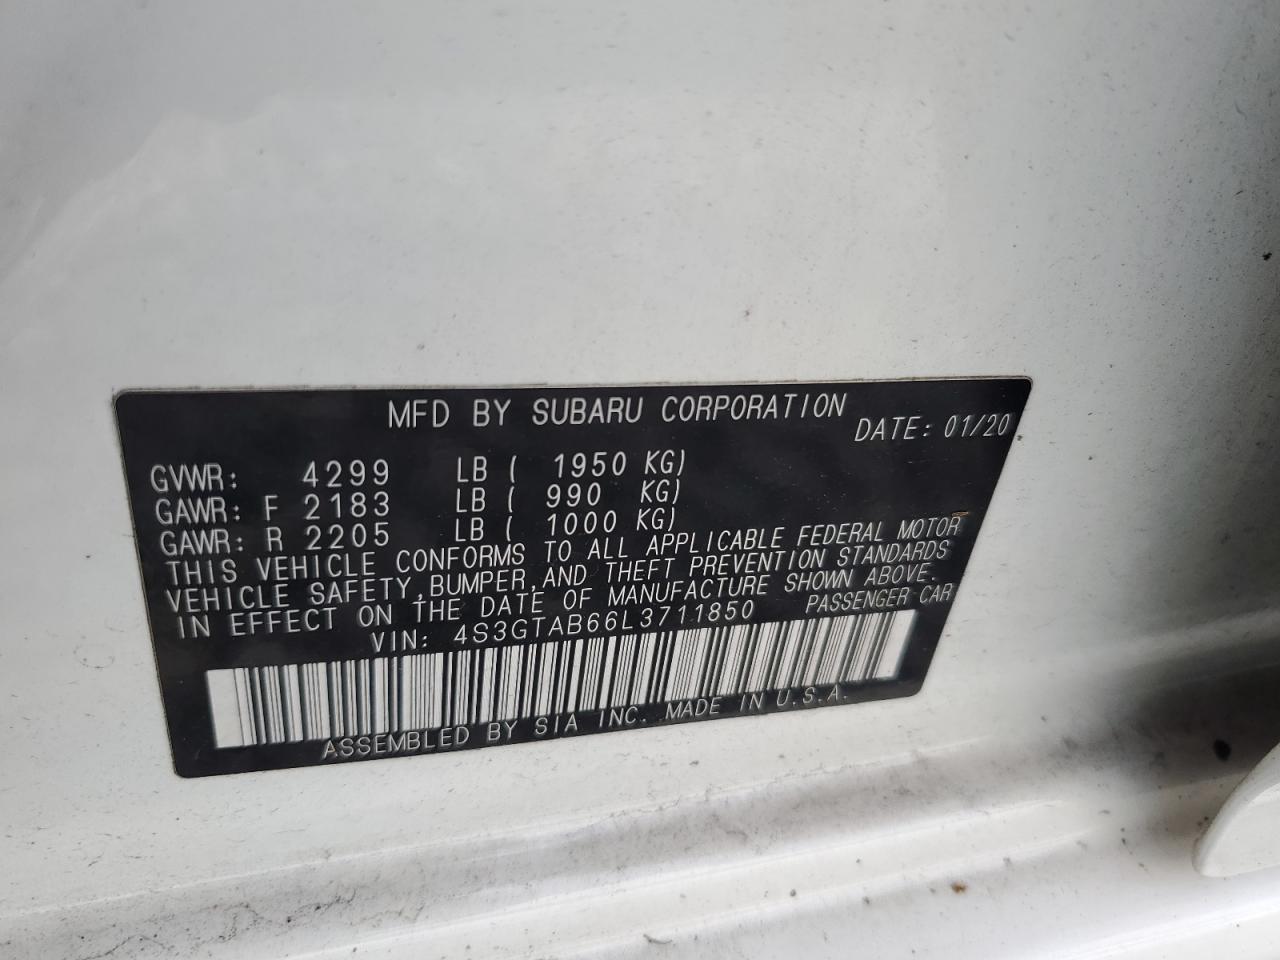 MFD BY SUBARU CORPORATION
DATE: 01/20
GVWR: 4299 LB ( 1950 KG)
GAWR: F 2183 LB ( 990 KG)
GAWR: R 2205 LB ( 1000 KG)
THIS VEHICLE CONFORMS TO ALL APPLICABLE FEDERAL MOTOR
VEHICLE SAFETY,BUMPER,AND THEFT PREVENTION STANDARDS
IN EFFECT ON THE DATE OF MANUFACTURE SHOWN ABOVE.
VIN: 4S3GTAB66L3711850 PASSENGER CAR
ASSEMBLED BY SIA INC. MADE IN U.S.A.